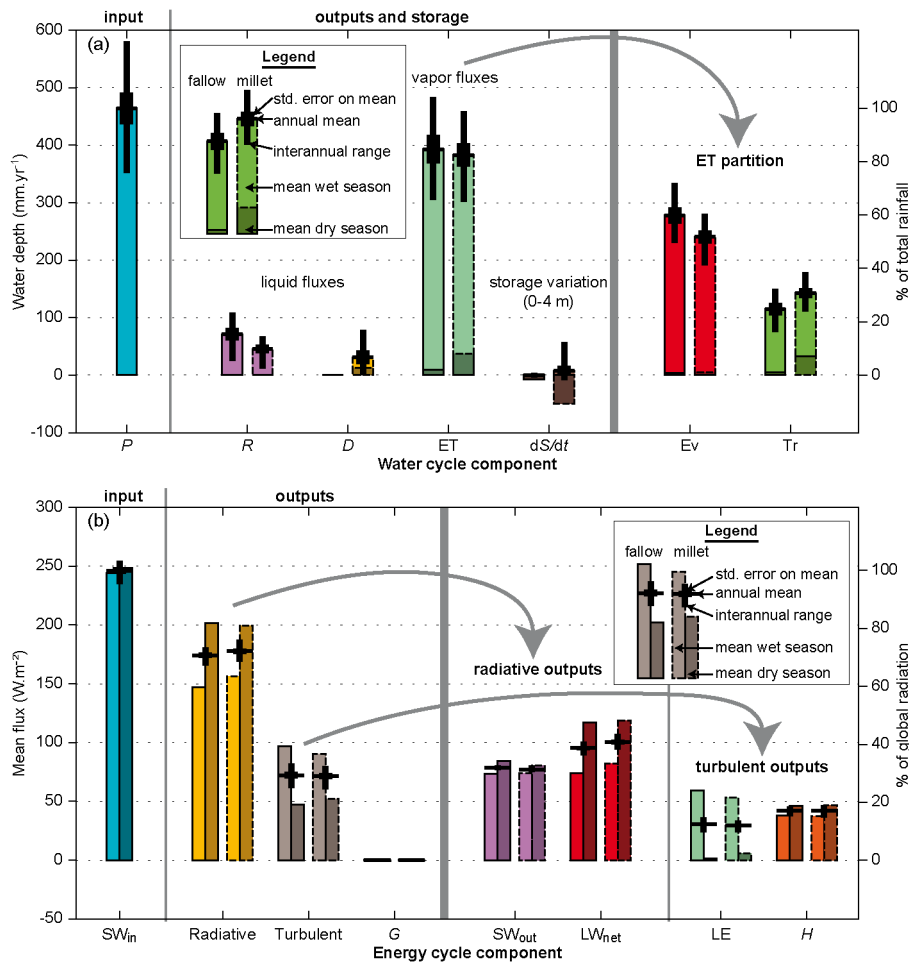 input
outputs and storage
(a)
600
500
400
300
200
100
0
-100
Water depth (mm.yr⁻¹)
Legend
fallow millet
std. error on mean
annual mean
interannual range
mean wet season
mean dry season
vapor fluxes
liquid fluxes
storage variation
(0-4 m)
ET partition
100
80
60
40
20
0
% of total rainfall
P R D ET dS/dt Ev Tr
Water cycle component
input
outputs
(b)
300
250
200
150
100
50
0
-50
Mean flux (W.m⁻²)
Legend
fallow millet
std. error on mean
annual mean
interannual range
mean wet season
mean dry season
radiative outputs
turbulent outputs
100
80
60
40
20
0
% of global radiation
SWin Radiative Turbulent G SWout LWnet LE H
Energy cycle component